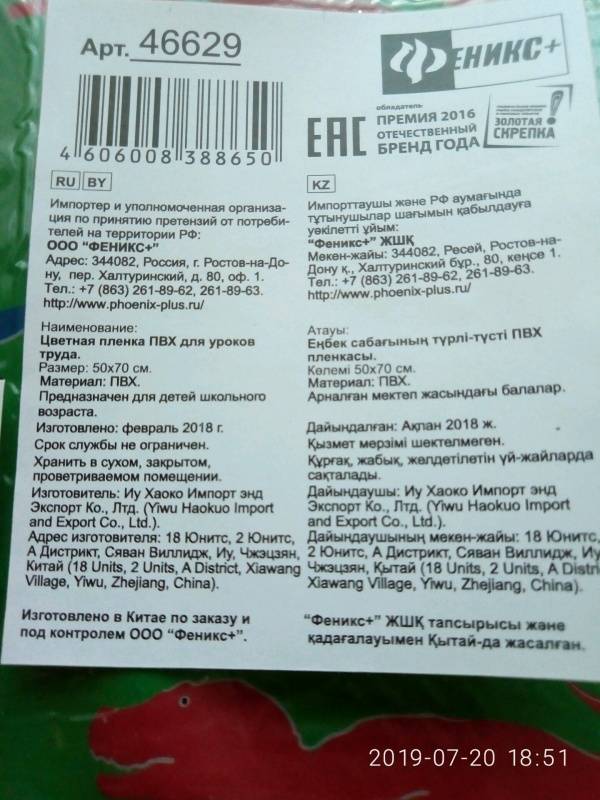 Арт. 46629
ФЕНИКС+
4 606008 388650
EAC
обладатель
ПРЕМИЯ 2016
ОТЕЧЕСТВЕННЫЙ
БРЕНД ГОДА
ЗОЛОТАЯ
СКРЕПКА
RU BY
Импортер и уполномоченная организа-
ция по принятию претензий от потреби-
телей на территории РФ:
ООО "ФЕНИКС+"
Адрес: 344082, Россия, г. Ростов-на-До-
ну, пер. Халтуринский, д. 80, оф. 1.
Тел.: +7 (863) 261-89-62, 261-89-63.
http://www.phoenix-plus.ru/
Наименование:
Цветная пленка ПВХ для уроков
труда.
Размер: 50х70 см.
Материал: ПВХ.
Предназначен для детей школьного
возраста.
Изготовлено: февраль 2018 г.
Срок службы не ограничен.
Хранить в сухом, закрытом,
проветриваемом помещении.
Изготовитель: Иу Хаоко Импорт энд
Экспорт Ко., Лтд. (Yiwu Haokuo Import
and Export Co., Ltd.).
Адрес изготовителя: 18 Юнитс, 2 Юнитс,
А Дистрикт, Сяван Виллидж, Иу, Чжэцзян,
Китай (18 Units, 2 Units, A District, Xiawang
Village, Yiwu, Zhejiang, China).
Изготовлено в Китае по заказу и
под контролем ООО "Феникс+".
KZ
Импорттаушы және РФ аумағында
тұтынушылар шағымын қабылдауға
уәкілетті ұйым:
"Феникс+" ЖШҚ
Мекен-жайы: 344082, Ресей, Ростов-на-
Дону қ., Халтуринский бұр., 80, кеңсе 1.
Тел.: +7 (863) 261-89-62, 261-89-63.
http://www.phoenix-plus.ru/
Атауы:
Еңбек сабағының түрлі-түсті ПВХ
пленкасы.
Көлемі 50х70 см.
Материал: ПВХ.
Арналған мектеп жасындағы балалар.
Дайындалған: Ақпан 2018 ж.
Қызмет мерзімі шектелмеген.
Құрғақ, жабық, желдетілетін үй-жайларда
сақталады.
Дайындаушы: Иу Хаоко Импорт энд
Экспорт Ко., Лтд. (Yiwu Haokuo Import
and Export Co., Ltd.).
Дайындаушының мекен-жайы: 18 Юнитс,
2 Юнитс, А Дистрикт, Сяван Виллидж, Иу
Чжэцзян, Қытай (18 Units, 2 Units, A Distri
Xiawang Village, Yiwu, Zhejiang, China).
"Феникс+" ЖШҚ тапсырысы және
қадағалауымен Қытай-да жасалған.
2019-07-20 18:51